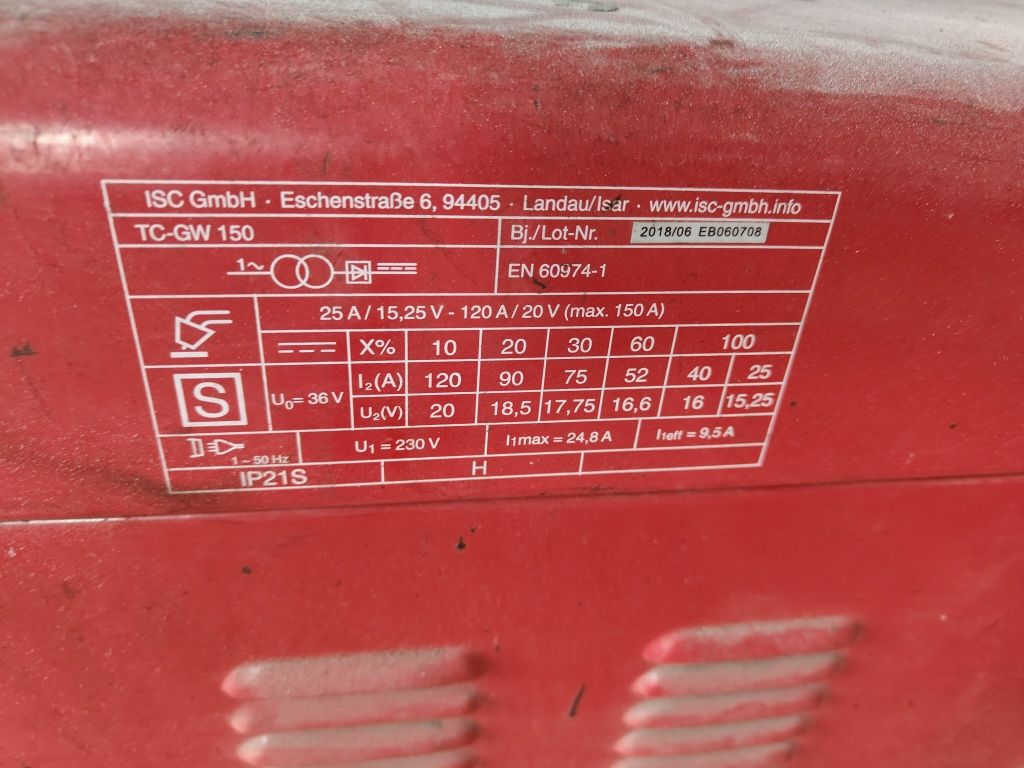 ISC GmbH · Eschenstraße 6, 94405 · Landau/Isar · www.isc-gmbh.info
TC-GW 150
Bj./Lot-Nr. 2018/06 EB060708
1~
EN 60974-1
25 A / 15,25 V - 120 A / 20 V (max. 150 A)
X% 10 20 30 60 100
S
U₀= 36 V
I₂(A) 120 90 75 52 40 25
U₂(V) 20 18,5 17,75 16,6 16 15,25
1 ~ 50 Hz
U₁ = 230 V
I₁max = 24,8 A
I₁eff = 9,5 A
IP21S
H